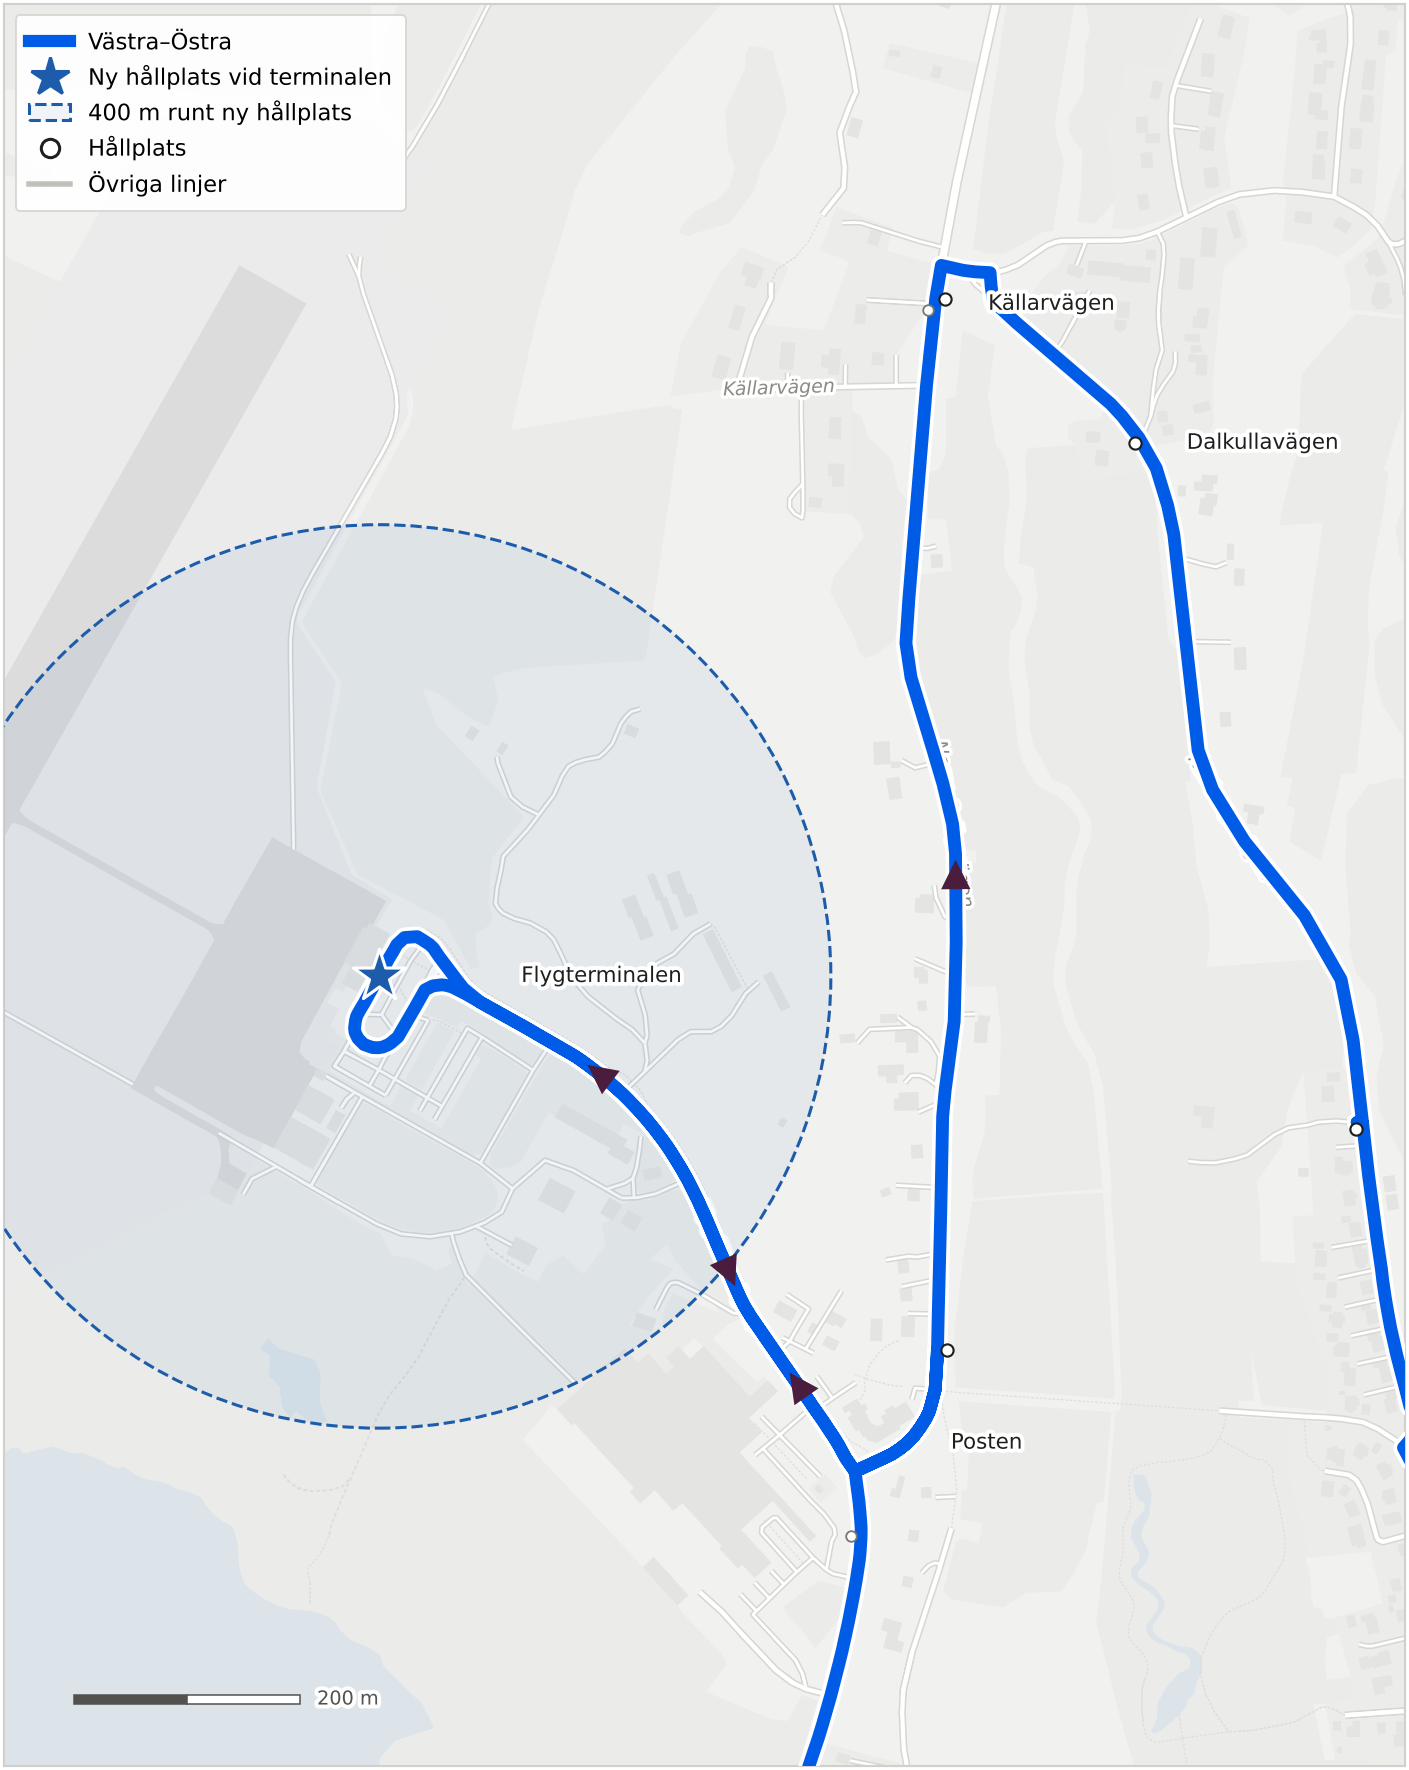 Västra–Östra
Ny hållplats vid terminalen
400 m runt ny hållplats
Hållplats
Övriga linjer
Källarvägen
Källarvägen
Dalkullavägen
Flygterminalen
Posten
200 m